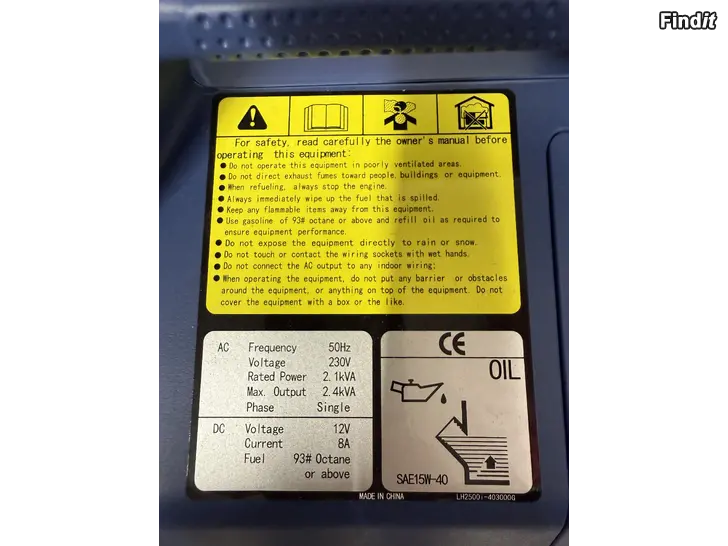 Findit
For safety, read carefully the owner's manual before
operating this equipment:
● Do not operate this equipment in poorly ventilated areas.
● Do not direct exhaust fumes toward people, buildings or equipment.
● When refueling, always stop the engine.
● Always immediately wipe up the fuel that is spilled.
● Keep any flammable items away from this equipment.
● Use gasoline of 93# octane or above and refill oil as required to
ensure equipment performance.
● Do not expose the equipment directly to rain or snow.
● Do not touch or contact the wiring sockets with wet hands.
● Do not connect the AC output to any indoor wiring;
● When operating the equipment, do not put any barrier or obstacles
around the equipment, or anything on top of the equipment. Do not
cover the equipment with a box or the like.
AC Frequency 50Hz
Voltage 230V
Rated Power 2.1kVA
Max. Output 2.4kVA
Phase Single
DC Voltage 12V
Current 8A
Fuel 93# Octane
or above
CE
OIL
SAE15W-40
MADE IN CHINA
LH2500i-403000G